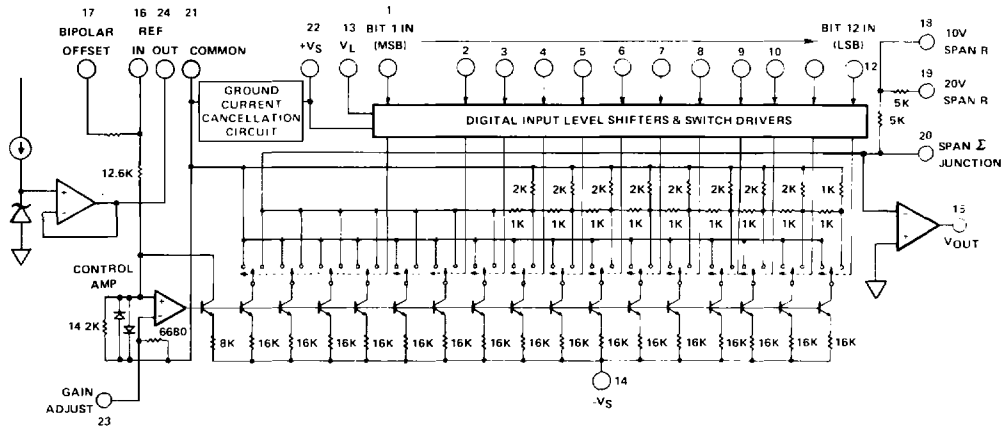 17 16 24 21
BIPOLAR REF
OFFSET IN OUT COMMON
22 13 1
+VS VL BIT 1 IN
(MSB)
BIT 12 IN
(LSB)
2 3 4 5 6 7 8 9 10 12
18
10V
SPAN R
19
20V
SPAN R
5K
5K
20
SPAN Σ
JUNCTION
GROUND
CURRENT
CANCELLATION
CIRCUIT
DIGITAL INPUT LEVEL SHIFTERS & SWITCH DRIVERS
12.6K
2K 2K 2K 2K 2K 2K 2K 1K
1K 1K 1K 1K 1K 1K 1K 1K
15
VOUT
CONTROL
AMP
14.2K
6680
8K 16K 16K 16K 16K 16K 16K 16K 16K 16K 16K 16K 16K 16K 16K 16K
14
-VS
GAIN
ADJUST
23